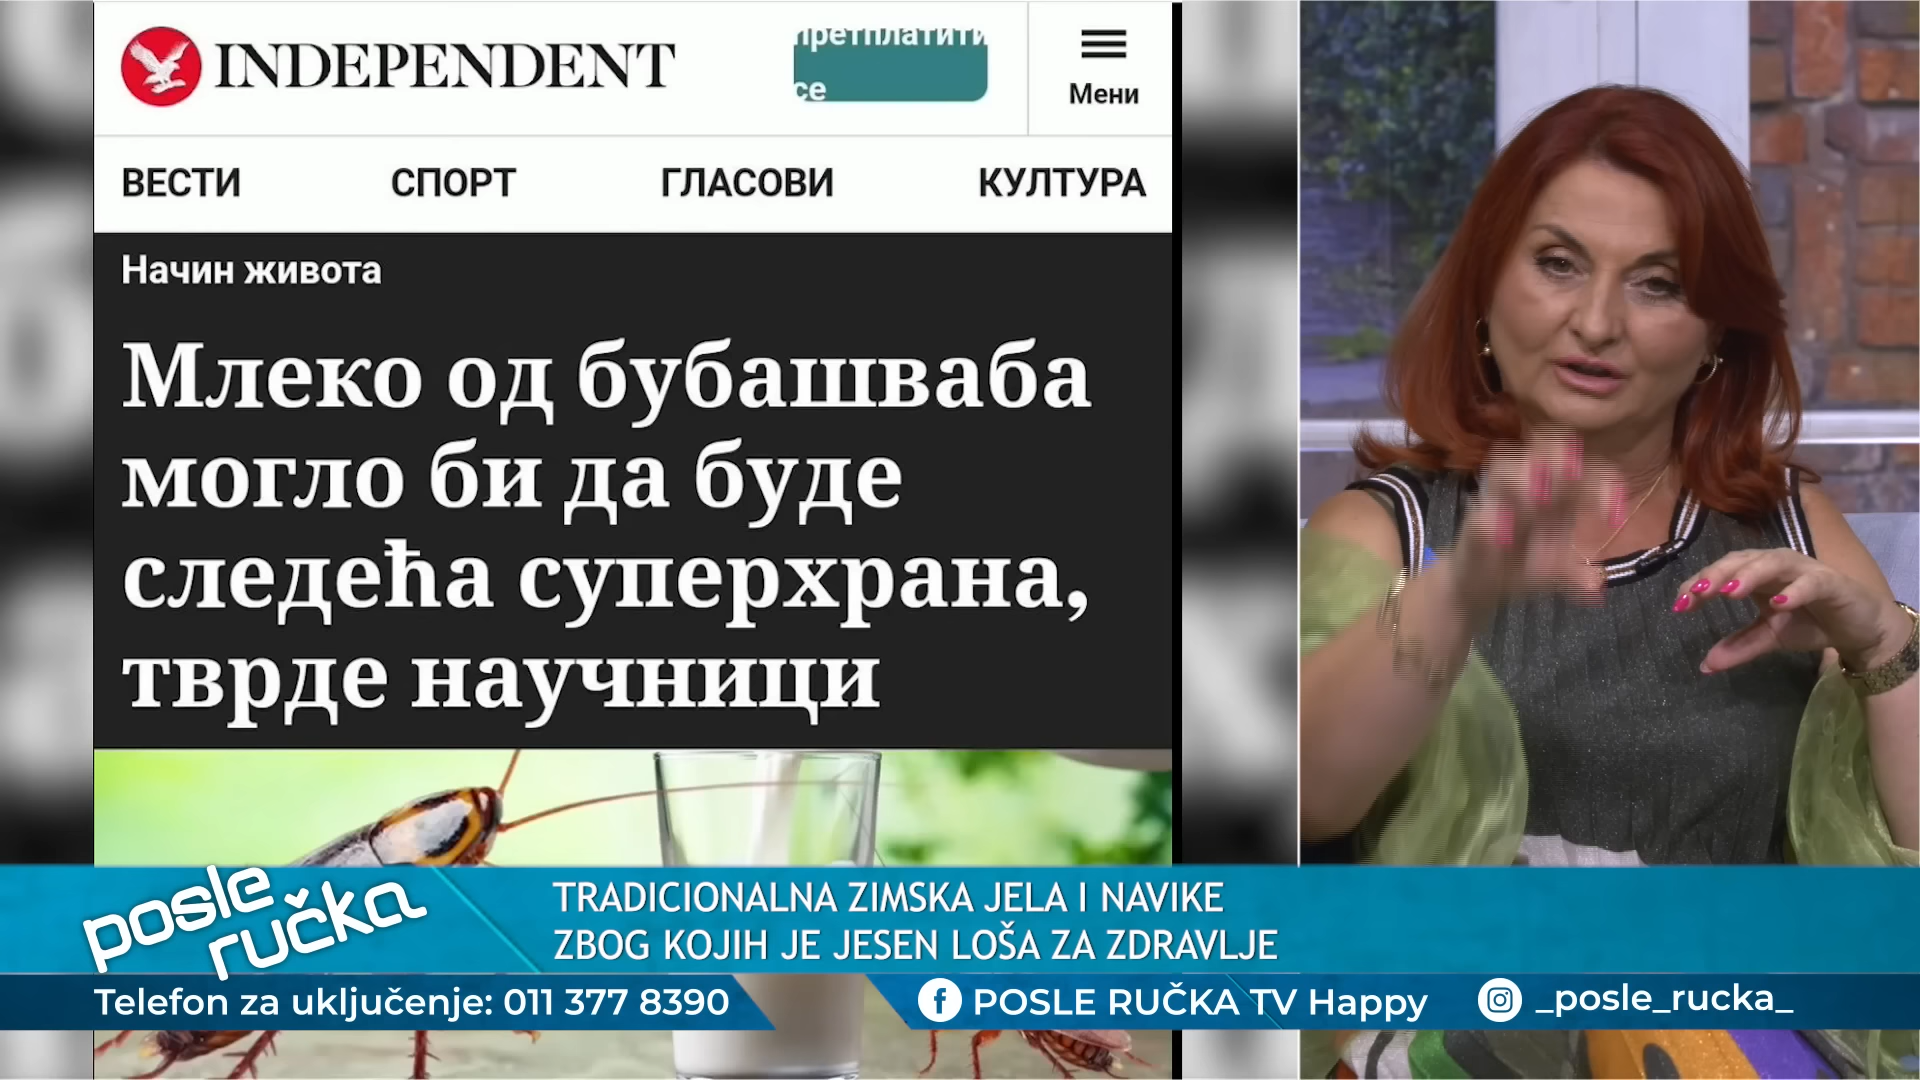 INDEPENDENT
претплатити
се
Мени
ВЕСТИ СПОРТ ГЛАСОВИ КУЛТУРА
Начин живота
Млеко од бубашваба
могло би да буде
следећа суперхрана,
тврде научници
posle
ručka
TRADICIONALNA ZIMSKA JELA I NAVIKE
ZBOG KOJIH JE JESEN LOŠA ZA ZDRAVLJE
Telefon za uključenje: 011 377 8390
POSLE RUČKA TV Happy
_posle_rucka_